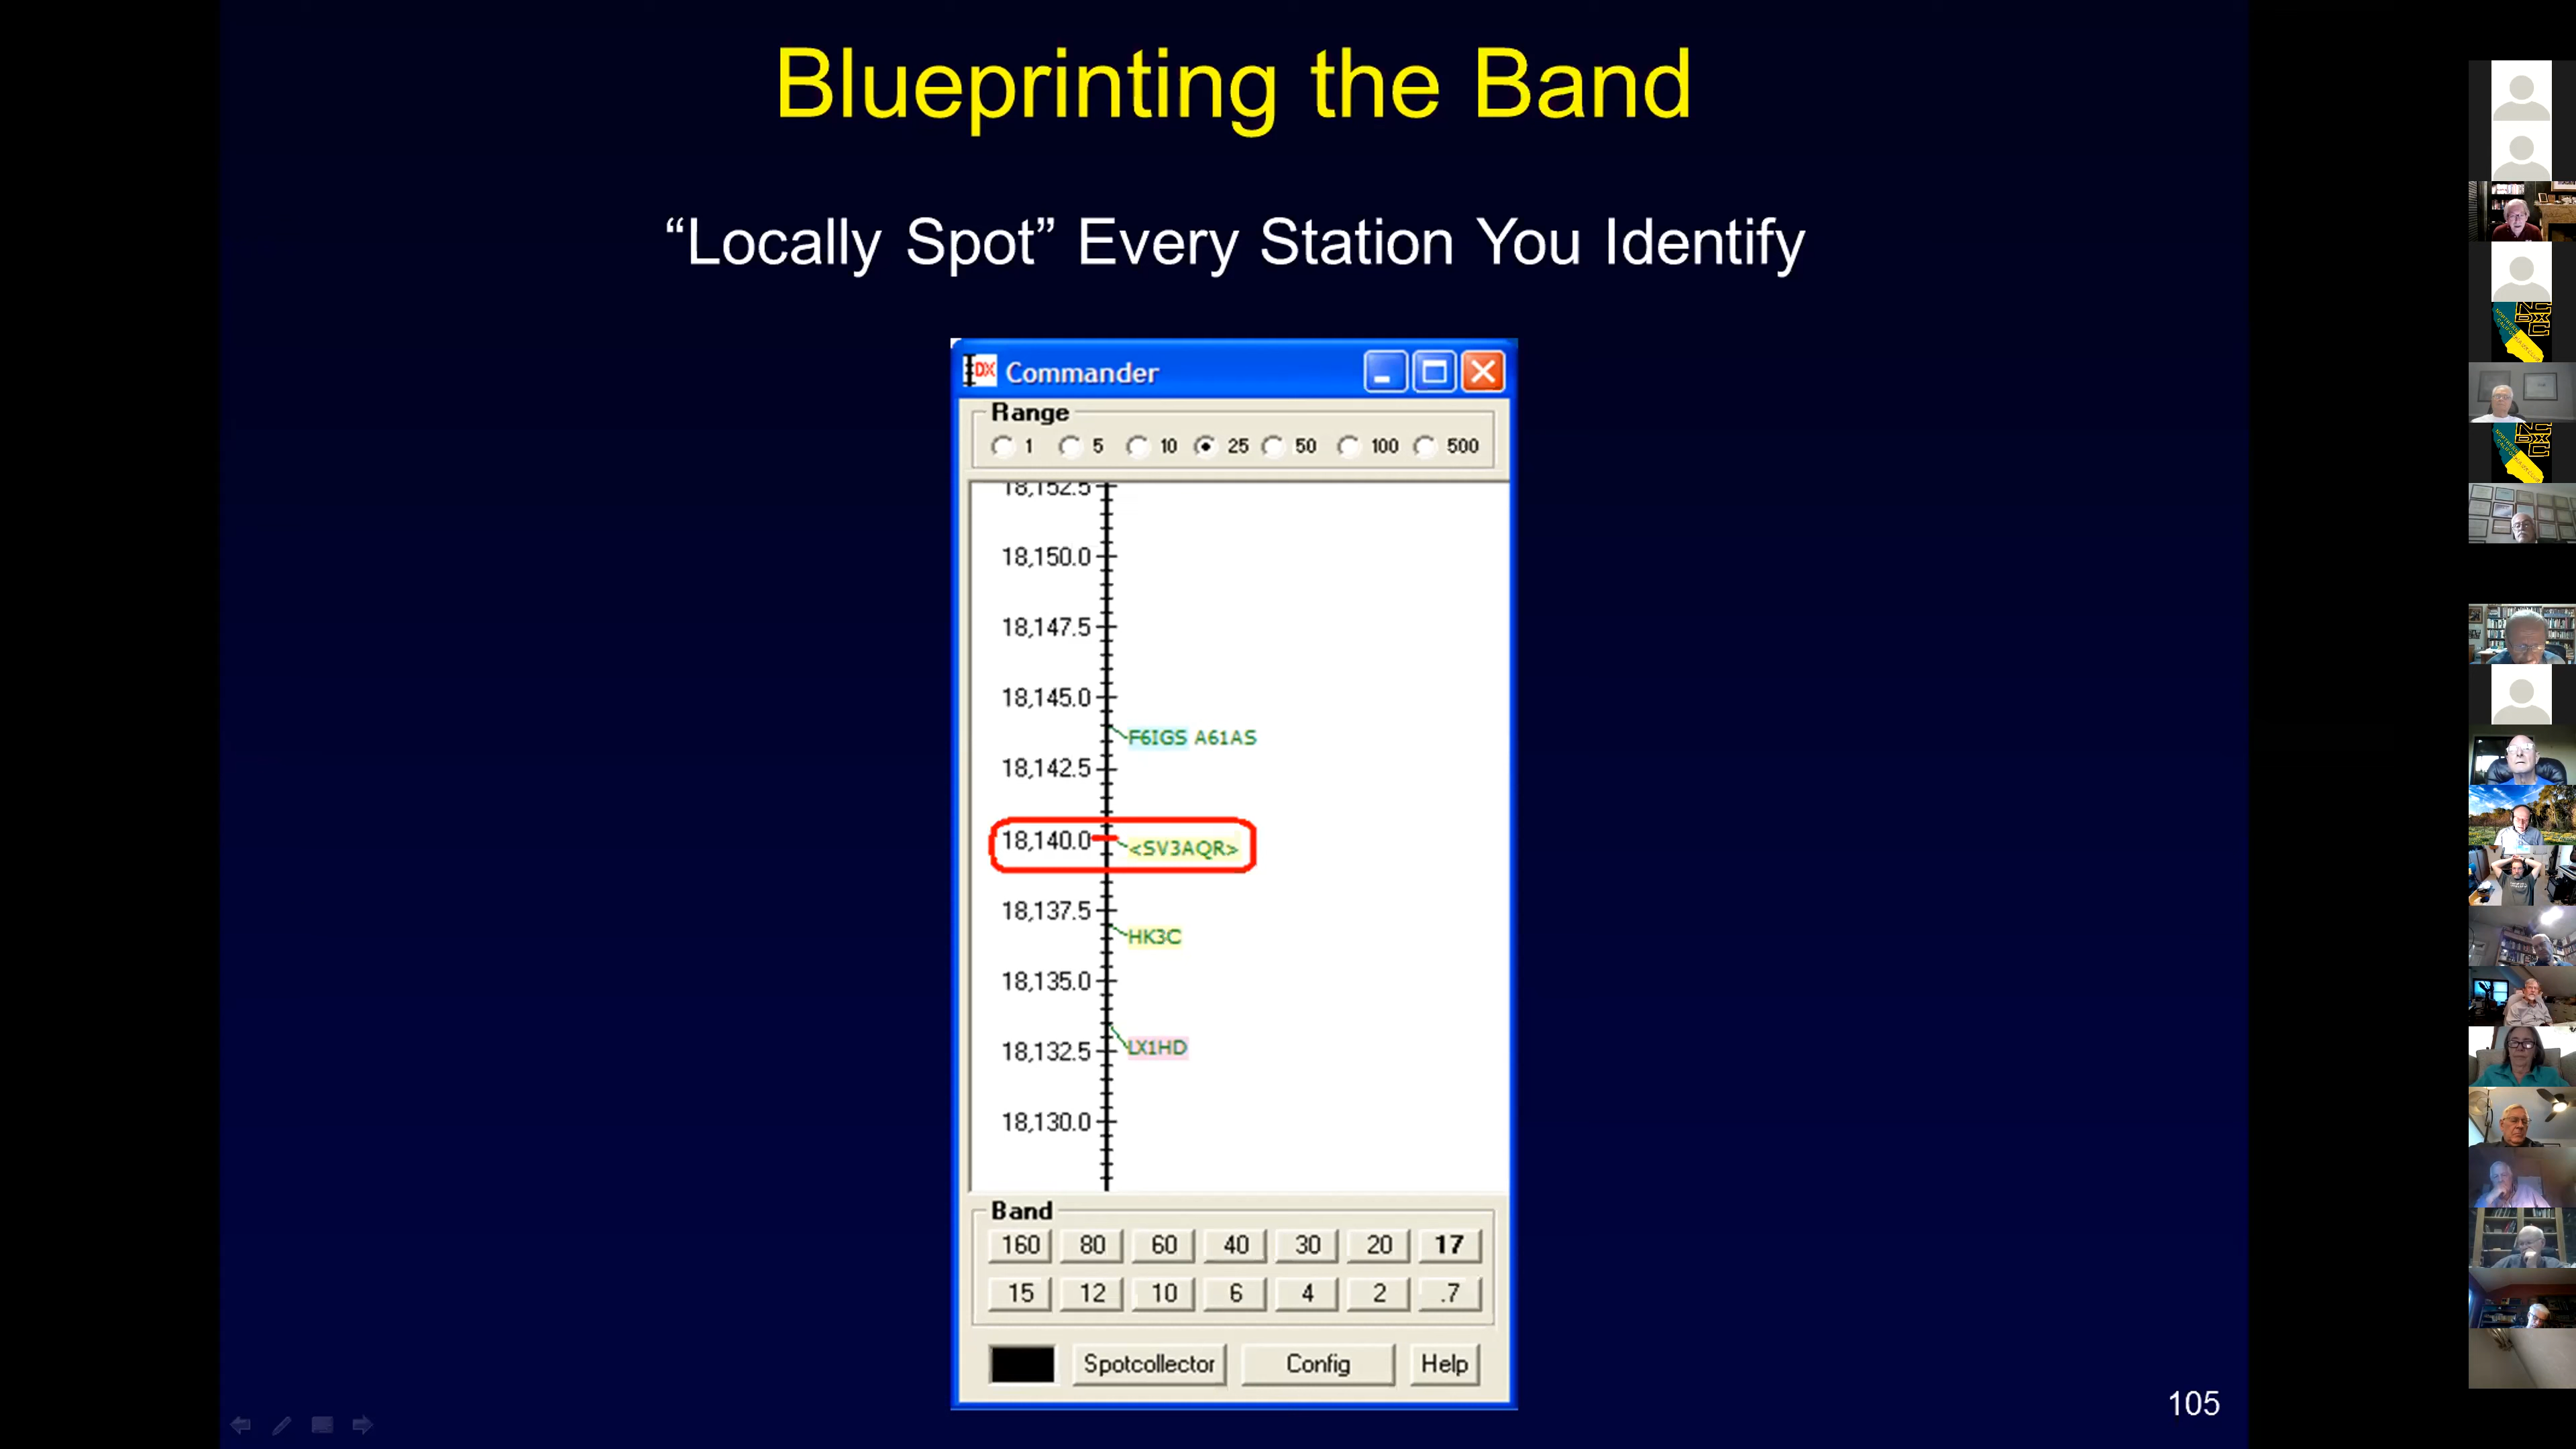 Blueprinting the Band
“Locally Spot” Every Station You Identify
DX Commander
Range
1 5 10 25 50 100 500
18,152.5
18,150.0
18,147.5
18,145.0
F6IGS A61AS
18,142.5
18,140.0 <SV3AQR>
18,137.5
HK3C
18,135.0
18,132.5 LX1HD
18,130.0
Band
160 80 60 40 30 20 17
15 12 10 6 4 2 .7
Spotcollector Config Help
105